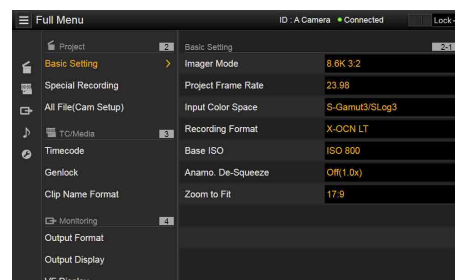 Full Menu ID : A Camera Connected Lock
Project 2
Basic Setting
Special Recording
All File(Cam Setup)
TC/Media 3
Timecode
Genlock
Clip Name Format
Monitoring 4
Output Format
Output Display
VF Display
Basic Setting 2-1
Imager Mode 8.6K 3:2
Project Frame Rate 23.98
Input Color Space S-Gamut3/SLog3
Recording Format X-OCN LT
Base ISO ISO 800
Anamo. De-Squeeze Off(1.0x)
Zoom to Fit 17:9